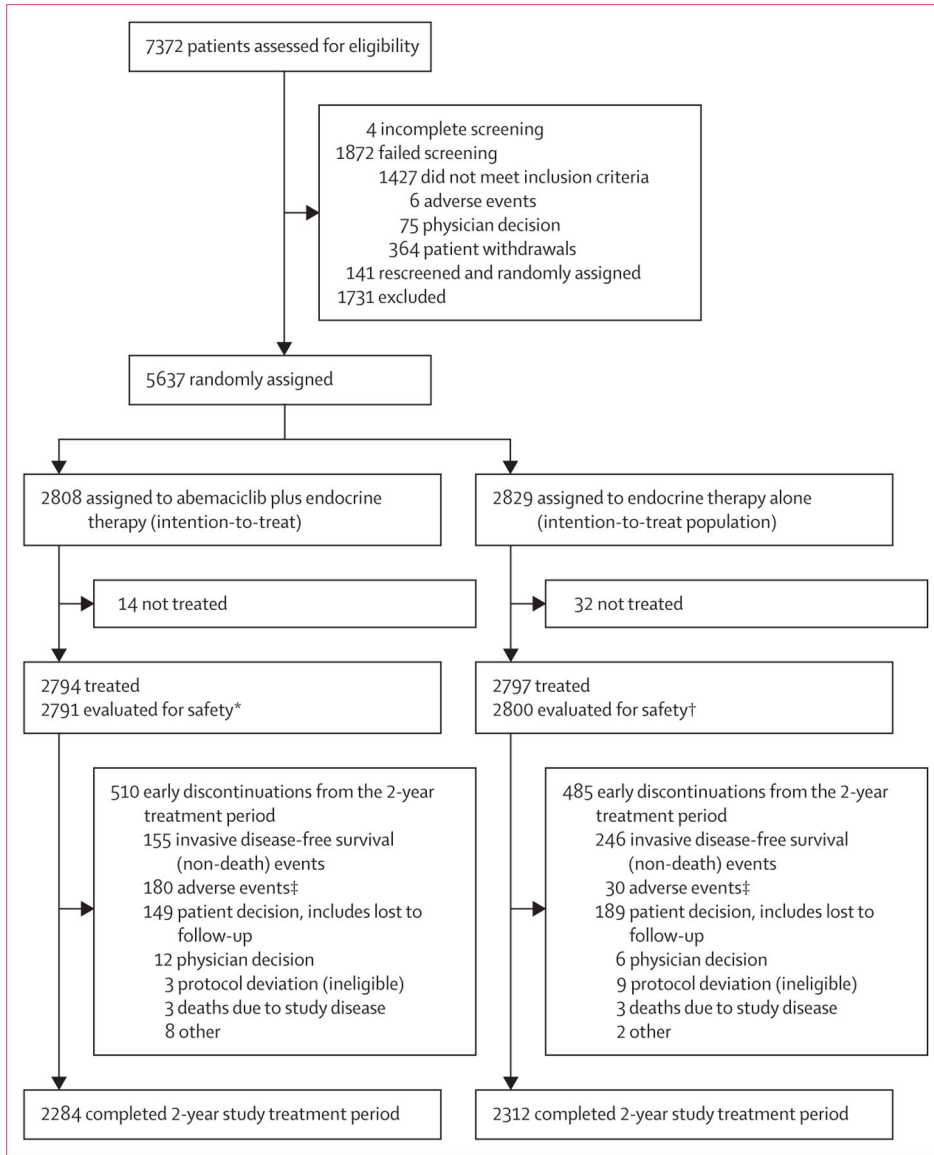 7372 patients assessed for eligibility
4 incomplete screening
1872 failed screening
1427 did not meet inclusion criteria
6 adverse events
75 physician decision
364 patient withdrawals
141 rescreened and randomly assigned
1731 excluded
5637 randomly assigned
2808 assigned to abemaciclib plus endocrine
therapy (intention-to-treat)
2829 assigned to endocrine therapy alone
(intention-to-treat population)
14 not treated
32 not treated
2794 treated
2791 evaluated for safety*
2797 treated
2800 evaluated for safety†
510 early discontinuations from the 2-year
treatment period
155 invasive disease-free survival
(non-death) events
180 adverse events‡
149 patient decision, includes lost to
follow-up
12 physician decision
3 protocol deviation (ineligible)
3 deaths due to study disease
8 other
485 early discontinuations from the 2-year
treatment period
246 invasive disease-free survival
(non-death) events
30 adverse events‡
189 patient decision, includes lost to
follow-up
6 physician decision
9 protocol deviation (ineligible)
3 deaths due to study disease
2 other
2284 completed 2-year study treatment period
2312 completed 2-year study treatment period